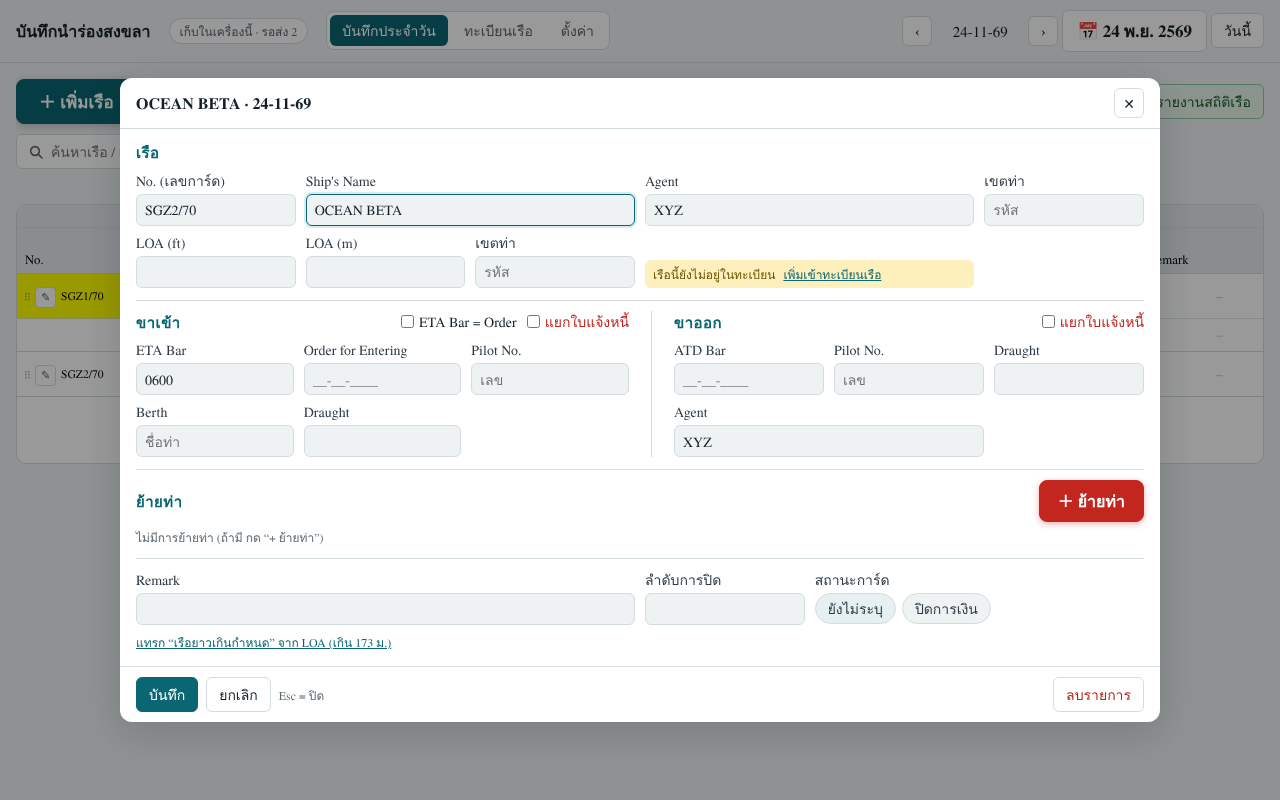 บันทึกนำร่องสงขลา
เก็บในเครื่องนี้ · รอส่ง 2
บันทึกประจำวัน
ทะเบียนเรือ
ตั้งค่า
‹
24-11-69
›
📅 24 พ.ย. 2569
วันนี้
+ เพิ่มเรือ
รายงานสถิติเรือ
ค้นหาเรือ /
No.
SGZ1/70
SGZ2/70
–
–
–
OCEAN BETA · 24-11-69
✕
เรือ
No. (เลขการ์ด)
Ship's Name
Agent
เขตท่า
SGZ2/70
OCEAN BETA
XYZ
รหัส
LOA (ft)
LOA (m)
เขตท่า
รหัส
เรือนี้ยังไม่อยู่ในทะเบียน เพิ่มเข้าทะเบียนเรือ
ขาเข้า
ETA Bar = Order
แยกใบแจ้งหนี้
ETA Bar
Order for Entering
Pilot No.
0600
__-__-____
เลข
Berth
Draught
ชื่อท่า
ขาออก
แยกใบแจ้งหนี้
ATD Bar
Pilot No.
Draught
__-__-____
เลข
Agent
XYZ
ย้ายท่า
+ ย้ายท่า
ไม่มีการย้ายท่า (ถ้ามี กด “+ ย้ายท่า”)
Remark
ลำดับการปิด
สถานะการ์ด
ยังไม่ระบุ
ปิดการเงิน
แทรก “เรือยาวเกินกำหนด” จาก LOA (เกิน 173 ม.)
บันทึก
ยกเลิก
Esc = ปิด
ลบรายการ